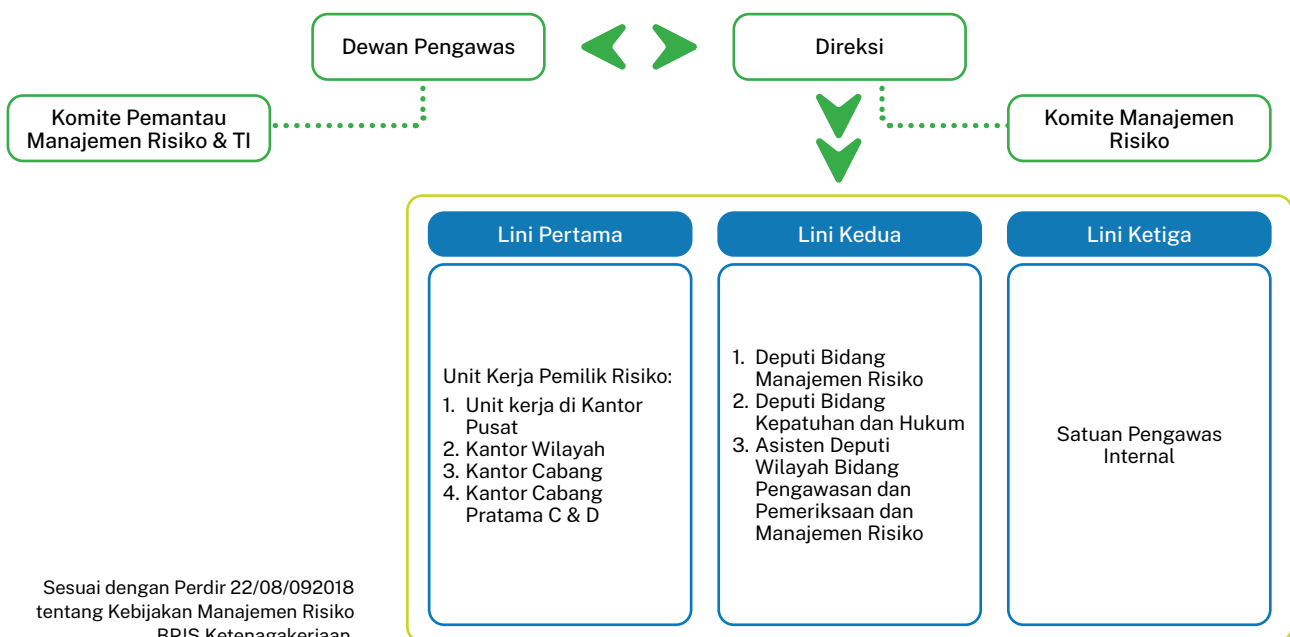 Dewan Pengawas
Direksi
Komite Pemantau
Manajemen Risiko & TI
Komite Manajemen
Risiko
Lini Pertama
Unit Kerja Pemilik Risiko:
1. Unit kerja di Kantor
Pusat
2. Kantor Wilayah
3. Kantor Cabang
4. Kantor Cabang
Pratama C & D
Lini Kedua
1. Deputi Bidang
Manajemen Risiko
2. Deputi Bidang
Kepatuhan dan Hukum
3. Asisten Deputi
Wilayah Bidang
Pengawasan dan
Pemeriksaan dan
Manajemen Risiko
Lini Ketiga
Satuan Pengawas
Internal
Sesuai dengan Perdir 22/08/092018
tentang Kebijakan Manajemen Risiko
BPJS Ketenagakerjaan.